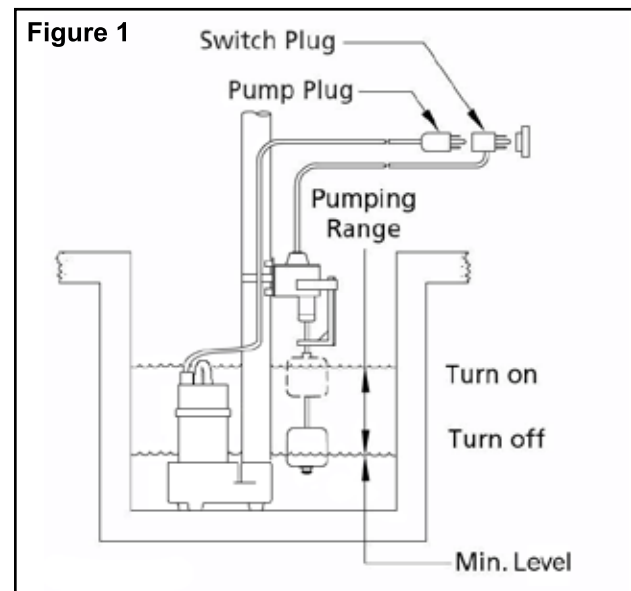 Figure 1
Switch Plug
Pump Plug
Pumping
Range
Turn on
Turn off
Min. Level